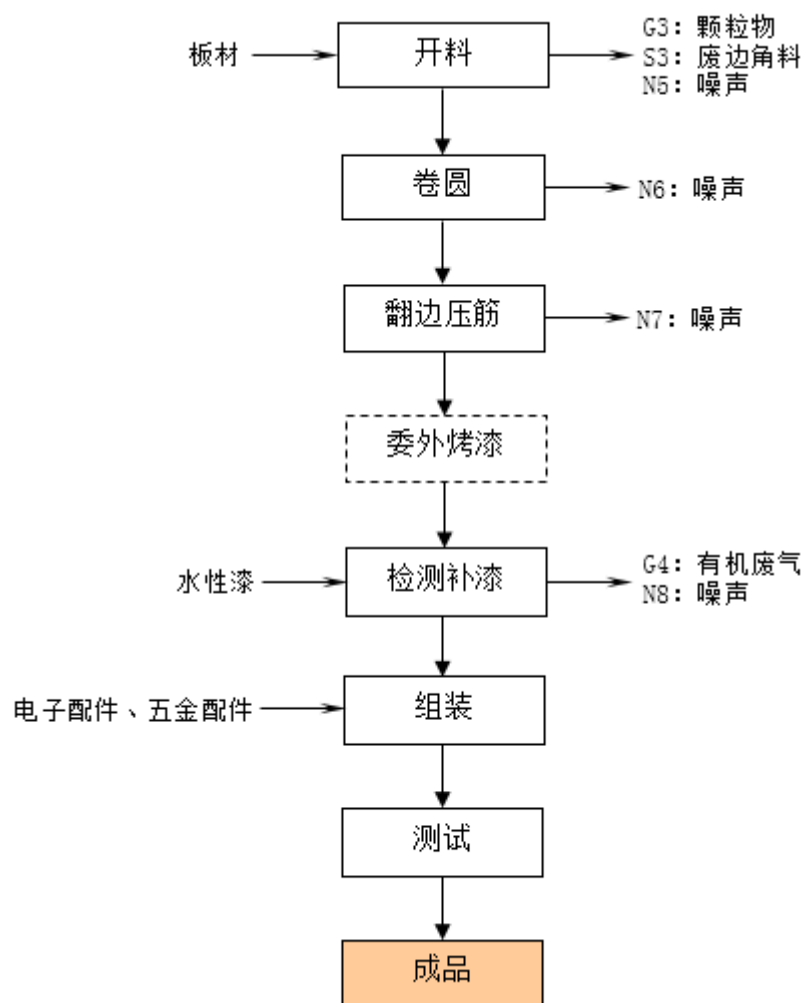 板材
开料
G3: 颗粒物
S3: 废边角料
N5: 噪声
卷圆
N6: 噪声
翻边压筋
N7: 噪声
委外烤漆
水性漆
检测补漆
G4: 有机废气
N8: 噪声
电子配件、五金配件
组装
测试
成品